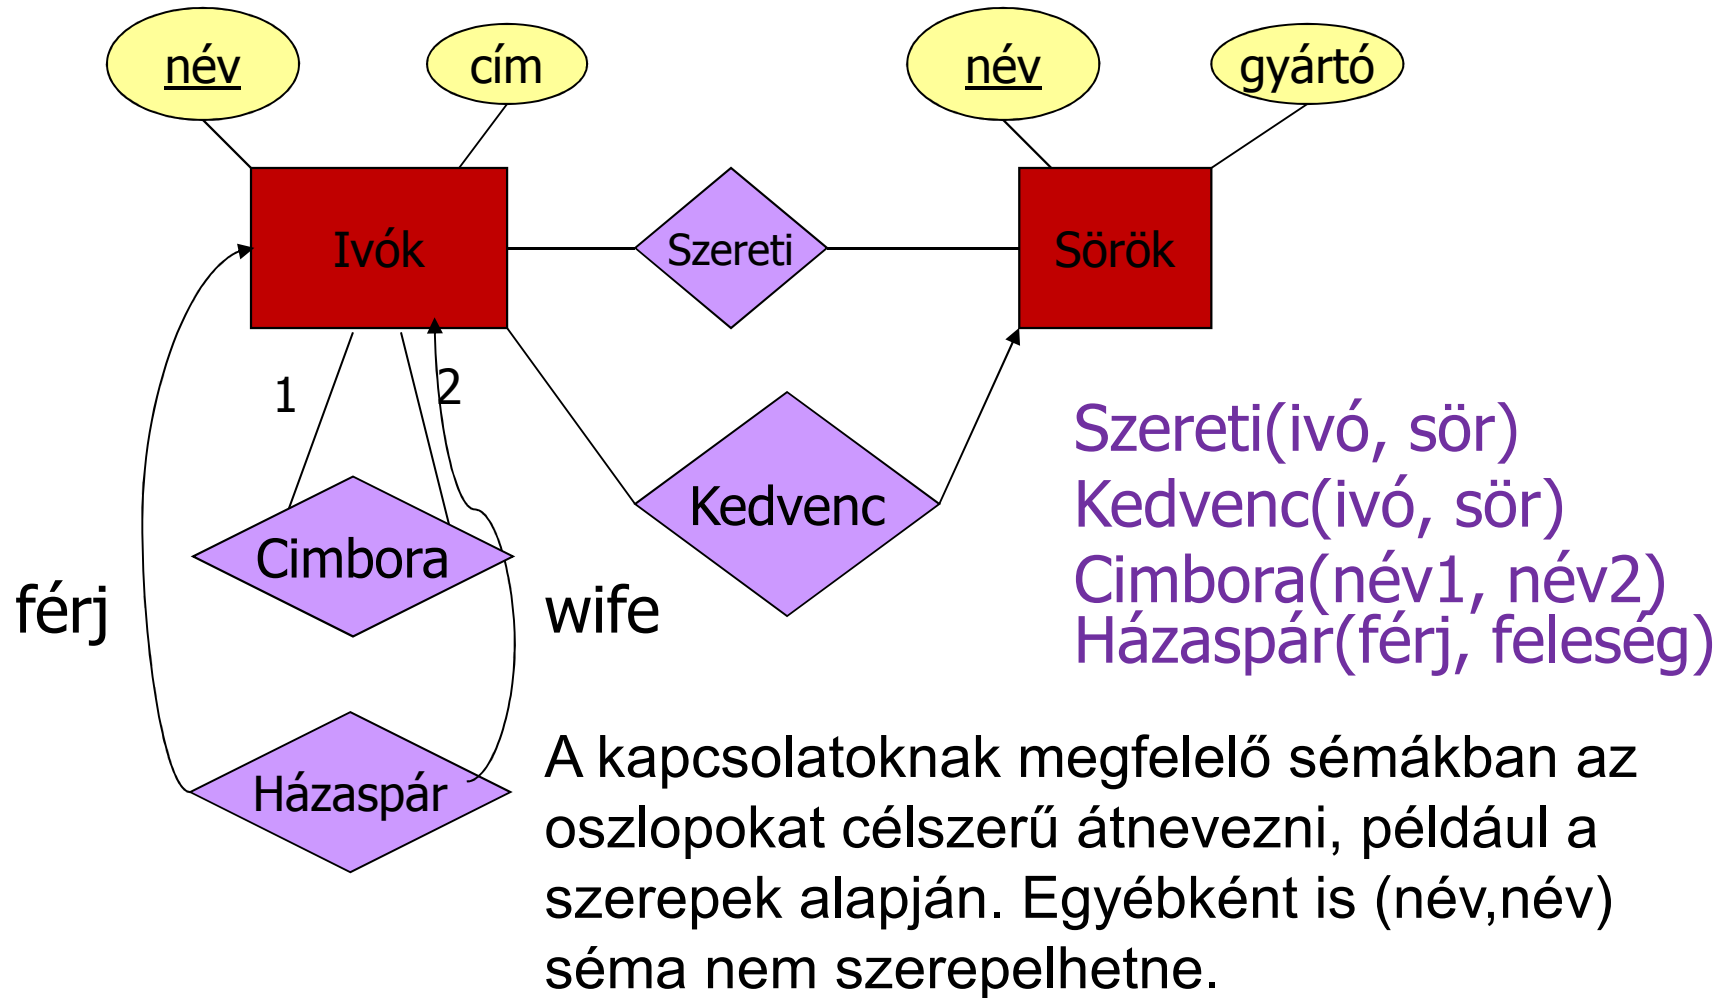 név
cím
név
gyártó
Ivók
Szereti
Sörök
1
2
Szereti(ivó, sör)
Kedvenc
Kedvenc(ivó, sör)
Cimbora
Cimbora(név1, név2)
férj
wife
Házaspár(férj, feleség)
Házaspár
A kapcsolatoknak megfelelő sémákban az
oszlopokat célszerű átnevezni, például a
szerepek alapján. Egyébként is (név,név)
séma nem szerepelhetne.